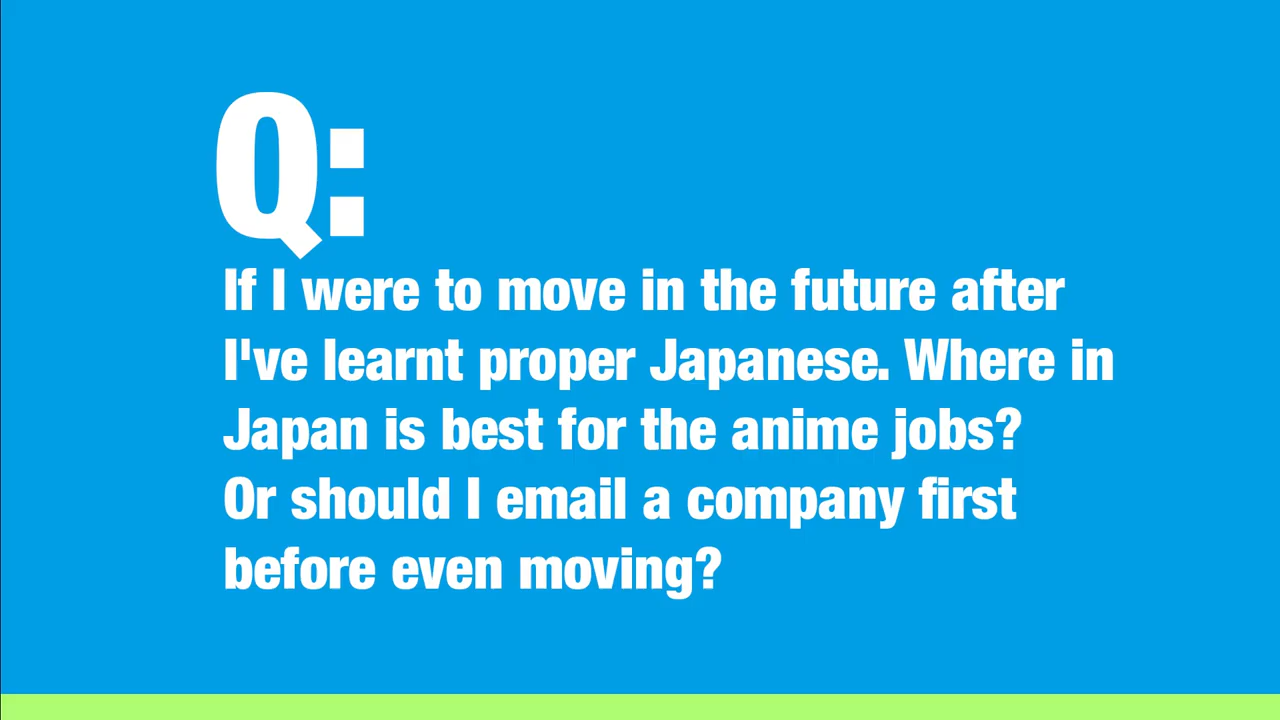 Q:
If I were to move in the future after
I've learnt proper Japanese. Where in
Japan is best for the anime jobs?
Or should I email a company first
before even moving?